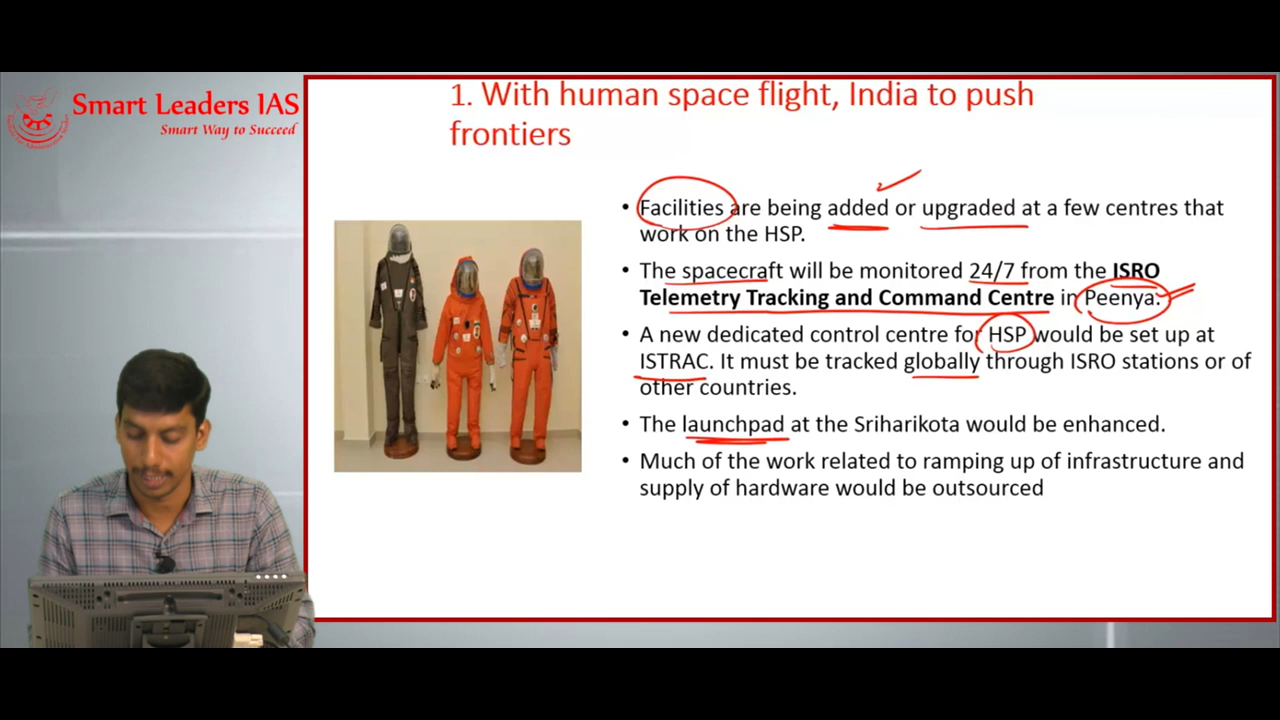 Smart Leaders IAS
Smart Way to Succeed
1. With human space flight, India to push
frontiers
• Facilities are being added or upgraded at a few centres that
work on the HSP.
• The spacecraft will be monitored 24/7 from the ISRO
Telemetry Tracking and Command Centre in Peenya.
• A new dedicated control centre for HSP would be set up at
ISTRAC. It must be tracked globally through ISRO stations or of
other countries.
• The launchpad at the Sriharikota would be enhanced.
• Much of the work related to ramping up of infrastructure and
supply of hardware would be outsourced